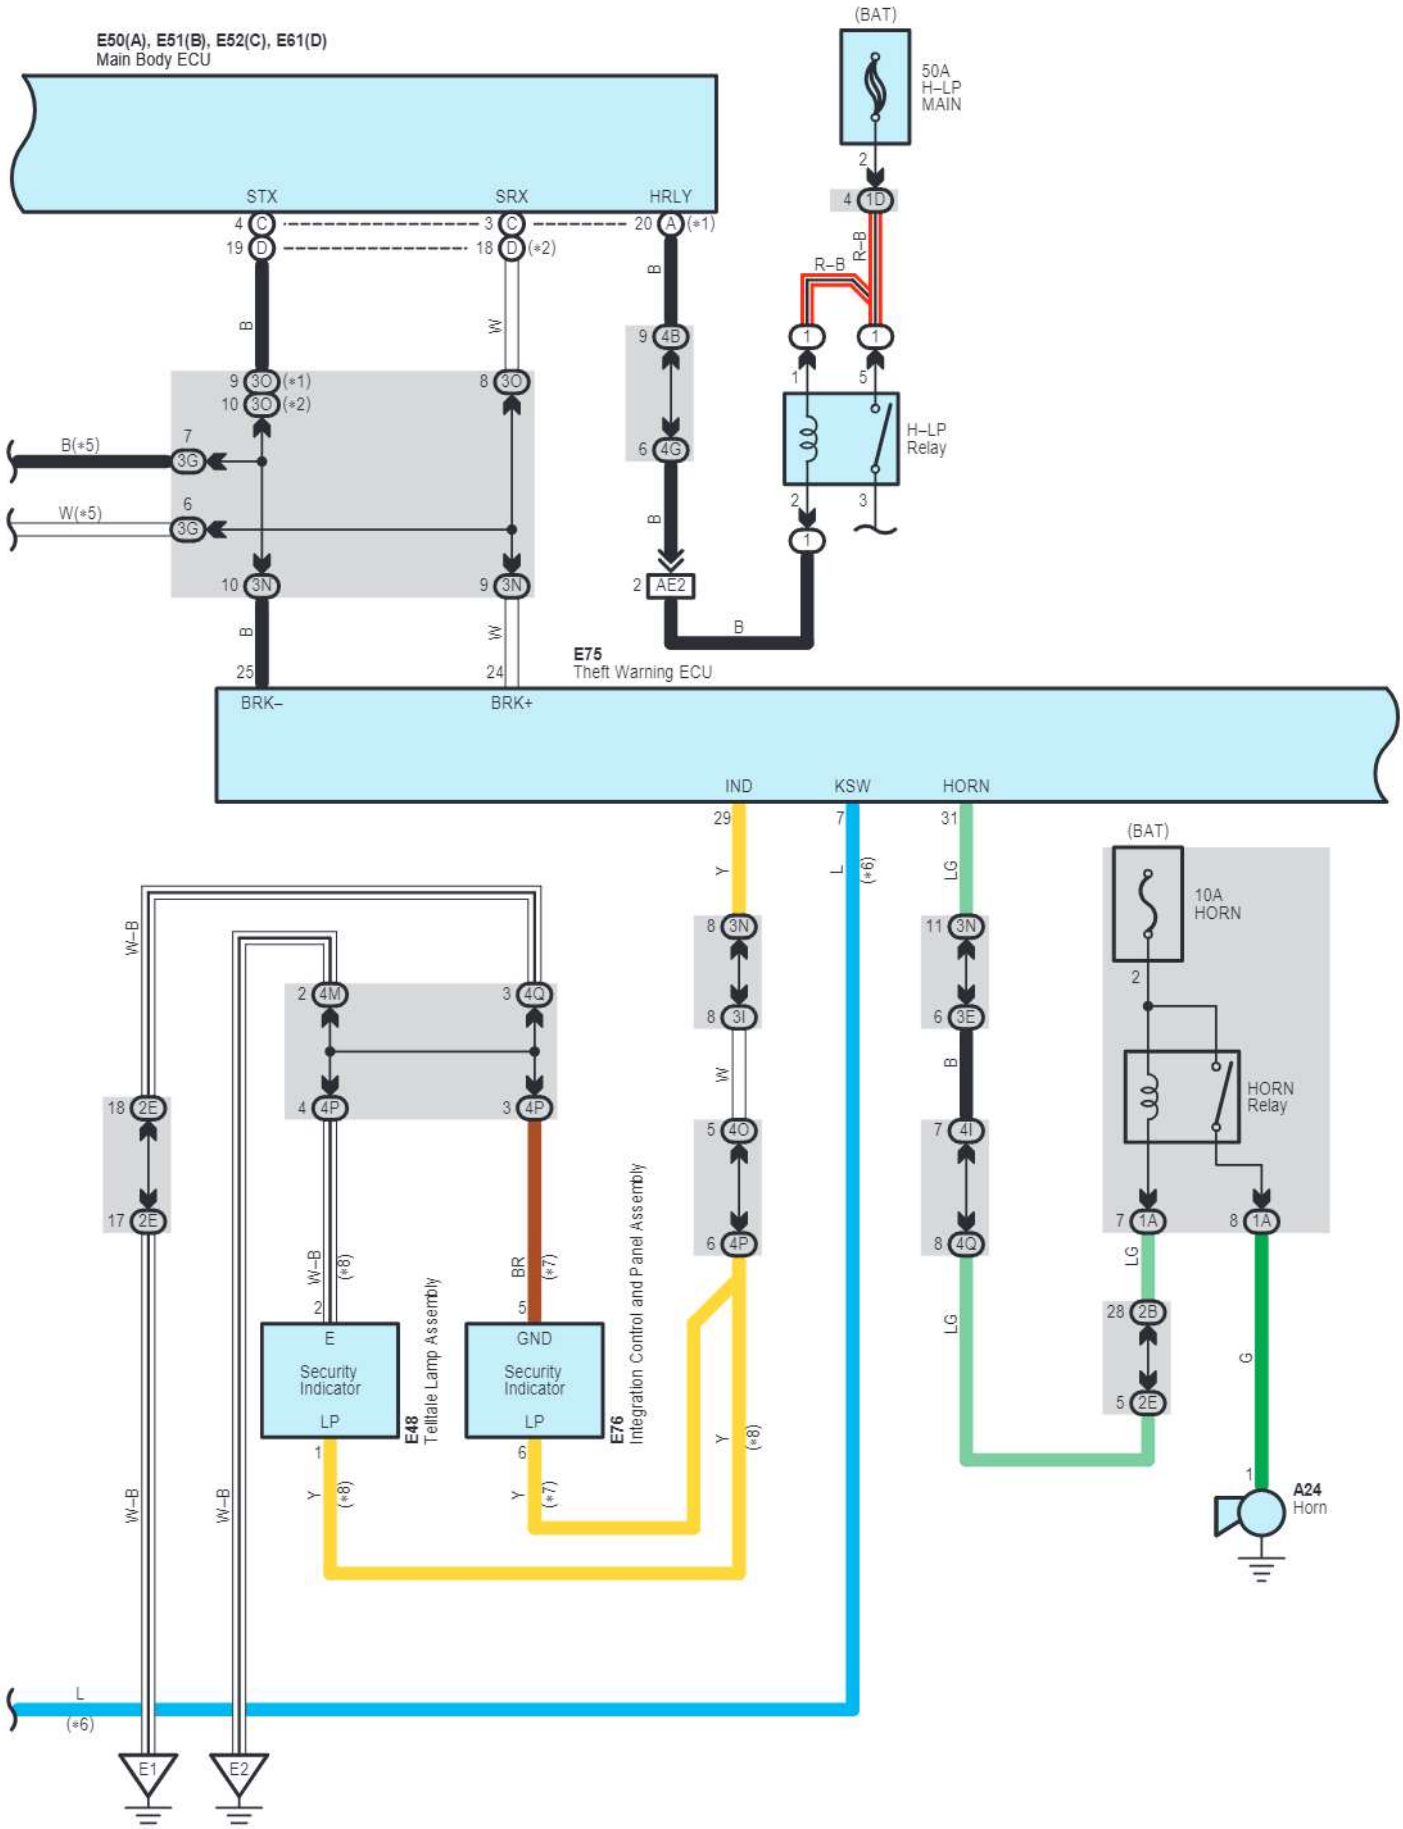 (BAT)
E50(A), E51(B), E52(C), E61(D)
Main Body ECU
50A
H–LP
MAIN
2
STX
SRX
HRLY
4 1D
4 C
3 C
20 A (∗1)
19 D
18 D (∗2)
B
R–B
R–B
B
W
9 4B
1
1
9 3O (∗1)
8 3O
1
5
10 3O (∗2)
B(∗5)
7
3G
6 4G
H–LP
Relay
W(∗5)
6
3G
B
2
3
1
10 3N
9 3N
2 AE2
B
W
B
E75
Theft Warning ECU
25
24
BRK–
BRK+
IND
KSW
HORN
29
7
31
(BAT)
Y
L
(∗6)
LG
10A
HORN
W–B
8 3N
11 3N
2
2 4M
3 4Q
8 3I
6 3E
W
B
HORN
Relay
18 2E
4 4P
3 4P
5 4O
7 4I
17 2E
6 4P
8 4Q
7 1A
8 1A
W–B
(∗8)
BR
(∗7)
LG
2
5
28 2B
E
Security
Indicator
LP
E48
Telltale Lamp Assembly
GND
Security
Indicator
LP
E76
Integration Control and Panel Assembly
LG
G
5 2E
1
6
Y
(∗8)
Y
(∗7)
Y
(∗8)
W–B
W–B
1
A24
Horn
L
(∗6)
E1
E2